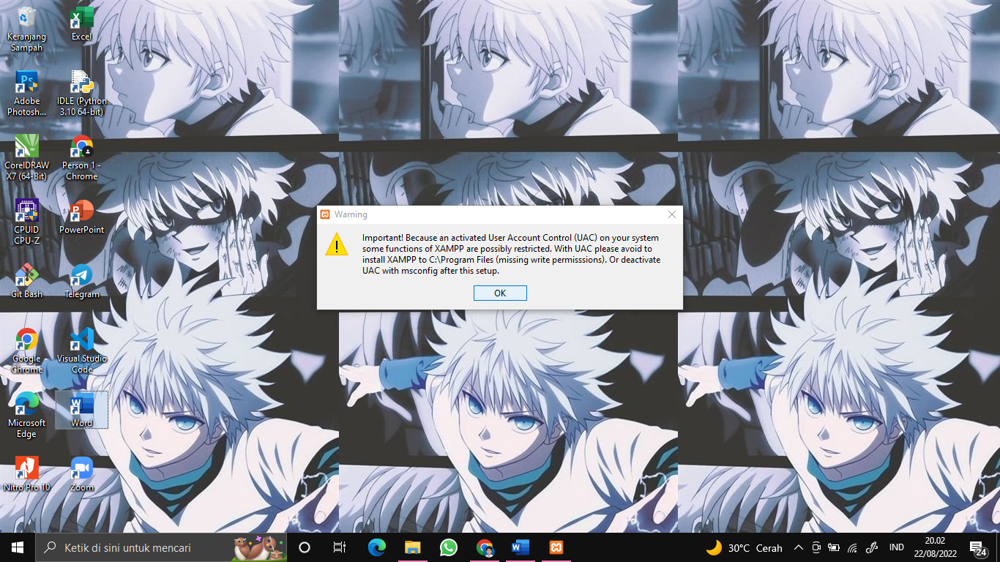 Keranjang
Sampah
Excel
Adobe
Photosh...
IDLE (Python
3.10 64-bit)
CorelDRAW
X7 (64-Bit)
Person 1 -
Chrome
CPUID
CPU-Z
PowerPoint
Git Bash
Telegram
Google
Chrome
Visual Studio
Code
Microsoft
Edge
Word
Nitro Pro 10
Zoom
Warning
Important! Because an activated User Account Control (UAC) on your system
some functions of XAMPP are possibly restricted. With UAC please avoid to
install XAMPP to C:\Program Files (missing write permisssions). Or deactivate
UAC with msconfig after this setup.
OK
Ketik di sini untuk mencari
30°C Cerah
IND
20.02
22/08/2022
24